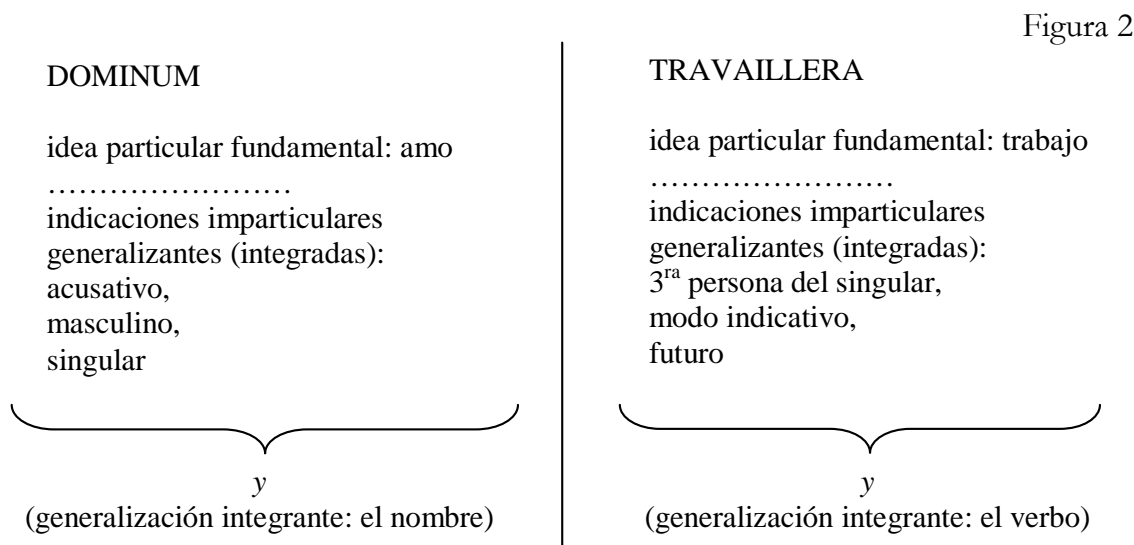 Figura 2
DOMINUM
idea particular fundamental: amo
……………………
indicaciones imparticulares
generalizantes (integradas):
acusativo,
masculino,
singular
y
(generalización integrante: el nombre)
TRAVAILLERA
idea particular fundamental: trabajo
……………………
indicaciones imparticulares
generalizantes (integradas):
3ra persona del singular,
modo indicativo,
futuro
y
(generalización integrante: el verbo)